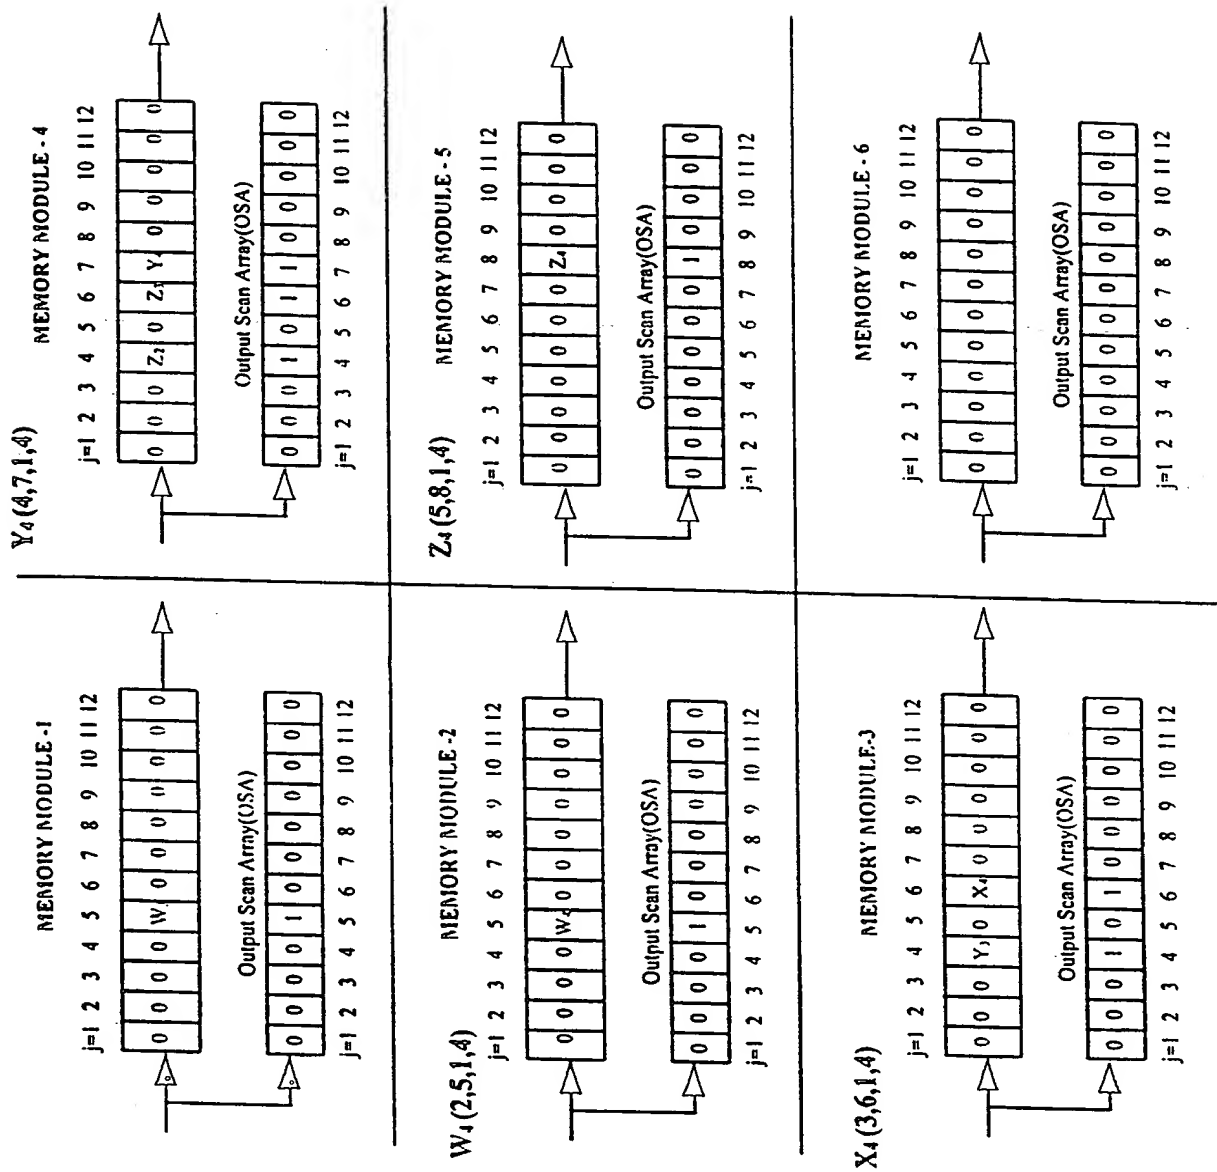 MEMORY MODULE -1
j=1 2 3 4 5 6 7 8 9 10 11 12
0 0 0 0 W 0 0 0 0 0 0 0
Output Scan Array(OSA)
0 0 0 0 1 0 0 0 0 0 0 0
j=1 2 3 4 5 6 7 8 9 10 11 12
W4 (2,5,1,4)
MEMORY MODULE -2
j=1 2 3 4 5 6 7 8 9 10 11 12
0 0 0 0 W4 0 0 0 0 0 0 0
Output Scan Array(OSA)
0 0 0 0 1 0 0 0 0 0 0 0
j=1 2 3 4 5 6 7 8 9 10 11 12
X4 (3,6,1,4)
MEMORY MODULE-3
j=1 2 3 4 5 6 7 8 9 10 11 12
0 0 0 Y3 0 X4 0 0 0 0 0 0
Output Scan Array(OSA)
0 0 0 1 0 1 0 0 0 0 0 0
j=1 2 3 4 5 6 7 8 9 10 11 12
Y4 (4,7,1,4)
MEMORY MODULE - 4
j=1 2 3 4 5 6 7 8 9 10 11 12
0 0 0 Z2 0 Z Y 0 0 0 0 0
Output Scan Array(OSA)
0 0 0 1 0 1 1 0 0 0 0 0
j=1 2 3 4 5 6 7 8 9 10 11 12
Z4 (5,8,1,4)
MEMORY MODULE - 5
j=1 2 3 4 5 6 7 8 9 10 11 12
0 0 0 0 0 0 0 Z4 0 0 0 0
Output Scan Array(OSA)
0 0 0 0 0 0 0 1 0 0 0 0
j=1 2 3 4 5 6 7 8 9 10 11 12
MEMORY MODULE - 6
j=1 2 3 4 5 6 7 8 9 10 11 12
0 0 0 0 0 0 0 0 0 0 0 0
Output Scan Array(OSA)
0 0 0 0 0 0 0 0 0 0 0 0
j=1 2 3 4 5 6 7 8 9 10 11 12